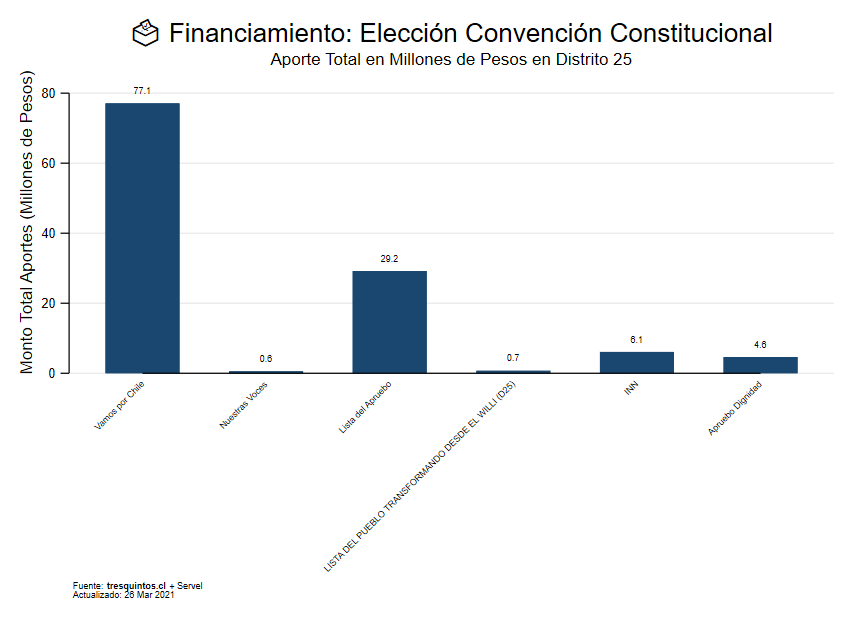 Financiamiento: Elección Convención Constitucional
Aporte Total en Millones de Pesos en Distrito 25
Monto Total Aportes (Millones de Pesos)
80
60
40
20
0
77.1
0.6
29.2
0.7
6.1
4.6
Vamos por Chile
Nuestras Voces
Lista del Apruebo
LISTA DEL PUEBLO TRANSFORMANDO DESDE EL WILLI (D25)
INN
Apruebo Dignidad
Fuente: tresquintos.cl + Servel
Actualizado: 26 Mar 2021